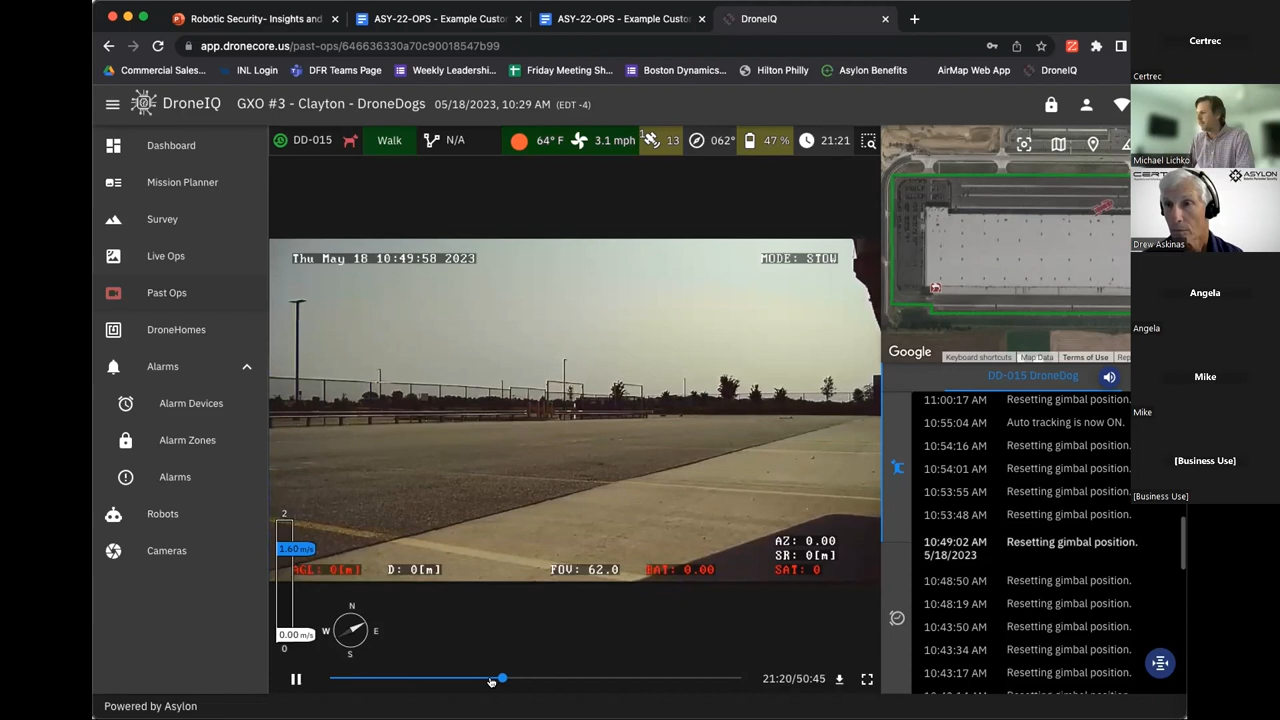 Robotic Security- Insights and
ASY-22-OPS - Example Custo
ASY-22-OPS - Example Custo
DroneIQ
app.dronecore.us/past-ops/646636330a70c90018547b99
Commercial Sales...
INL Login
DFR Teams Page
Weekly Leadershi...
Friday Meeting Sh...
Boston Dynamics...
Hilton Philly
Asylon Benefits
AirMap Web App
DroneIQ
DroneIQ
GXO #3 - Clayton - DroneDogs
05/18/2023, 10:29 AM (EDT -4)
DD-015
Walk
N/A
64° F
3.1 mph
13
062°
47 %
21:21
Dashboard
Mission Planner
Survey
Live Ops
Past Ops
DroneHomes
Alarms
Alarm Devices
Alarm Zones
Alarms
Robots
Cameras
Thu May 18 10:49:58 2023
MODE: STOW
AZ: 0.00
SR: 0[m]
AGL: 0[m]
D: 0[m]
FOV: 62.0
BAT: 0.00
SAT: 0
2
1.60 m/s
0.00 m/s
0
N
W
E
S
21:20/50:45
Google
Keyboard shortcuts
Map Data
Terms of Use
Rep
DD-015 DroneDog
11:00:17 AM Resetting gimbal position.
10:55:04 AM Auto tracking is now ON.
10:54:16 AM Resetting gimbal position.
10:54:01 AM Resetting gimbal position.
10:53:55 AM Resetting gimbal position.
10:53:48 AM Resetting gimbal position.
10:49:02 AM Resetting gimbal position.
5/18/2023
10:48:50 AM Resetting gimbal position.
10:48:19 AM Resetting gimbal position.
10:43:50 AM Resetting gimbal position.
10:43:34 AM Resetting gimbal position.
10:43:17 AM Resetting gimbal position.
Powered by Asylon
Certrec
Certrec
Michael Lichko
ASYLON
Drew Askinas
Angela
Angela
Mike
Mike
[Business Use]
[Business Use]